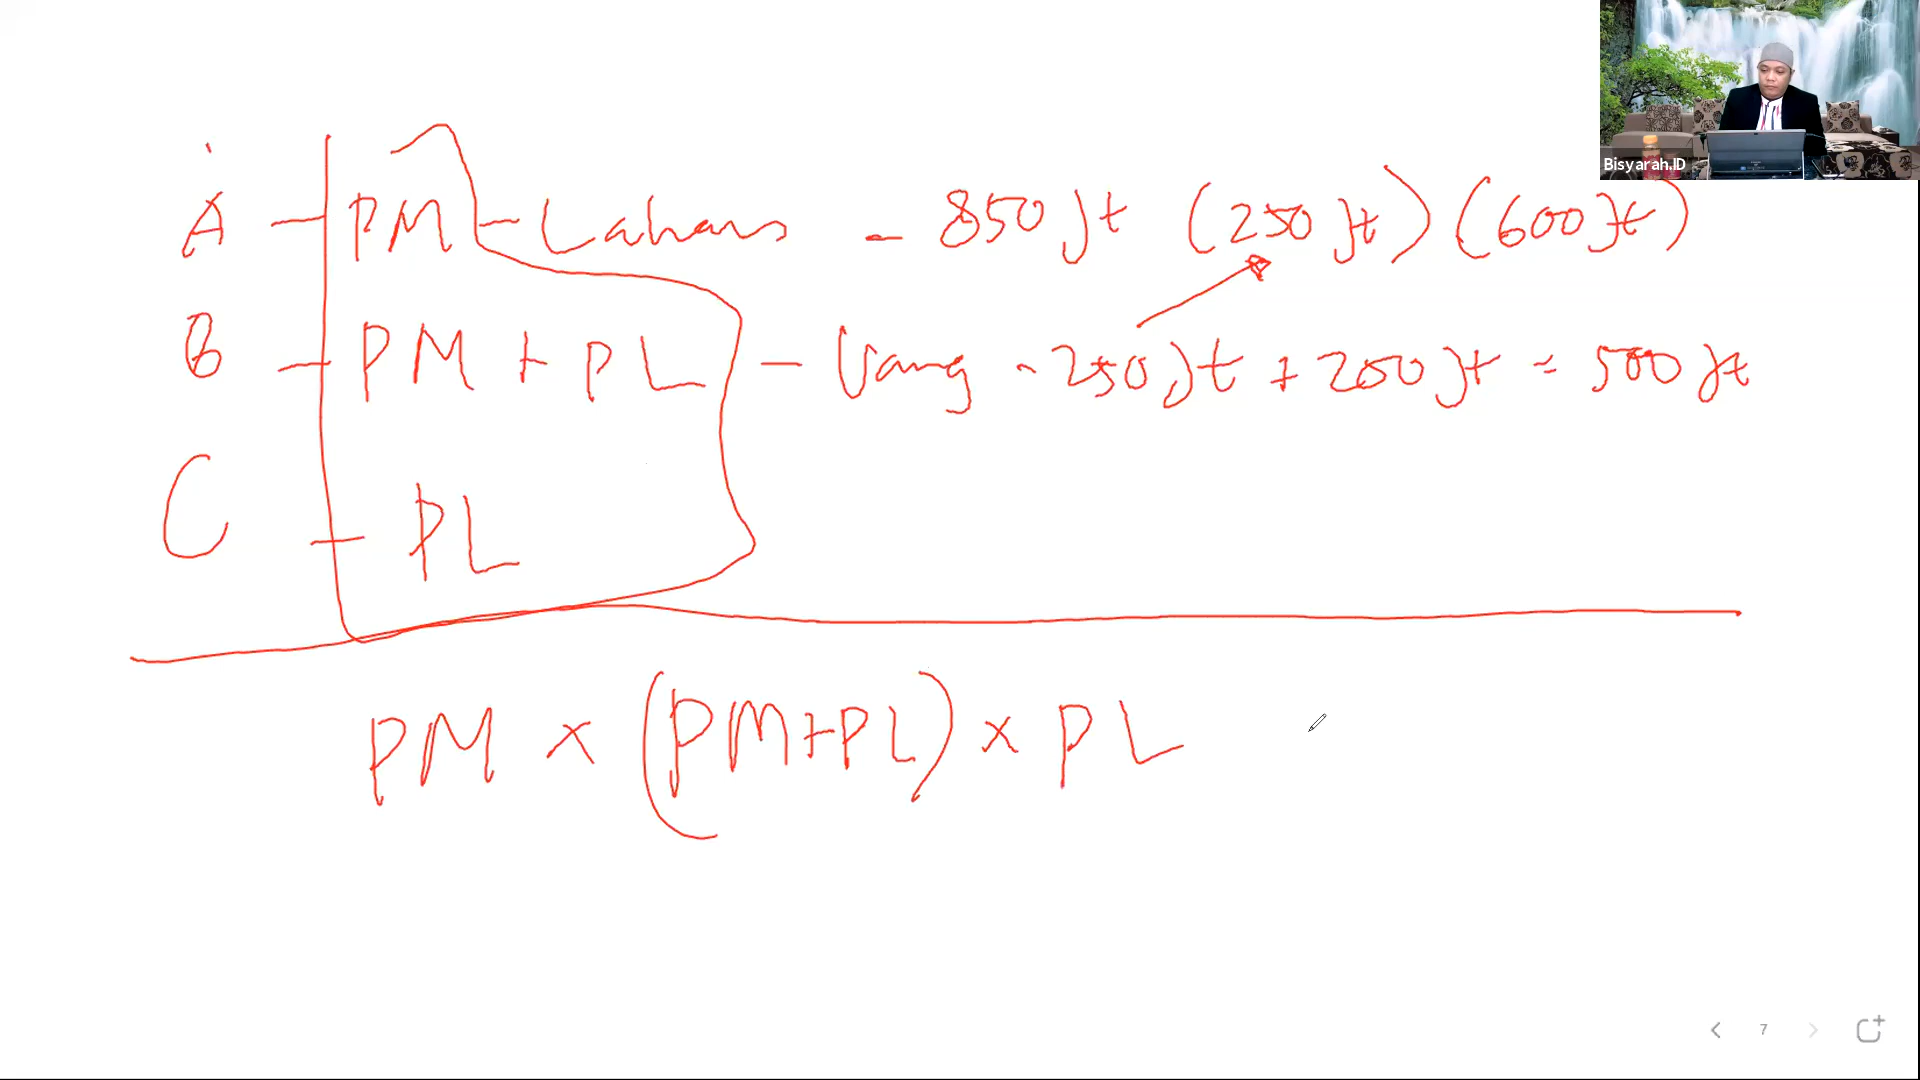 Bisyarah.ID
A - PM - Lahan - 850 jt (250 jt) (600 jt)
B - PM + PL - Uang - 250 jt + 250 jt = 500 jt
C - PL
PM x (PM+PL) x PL
7